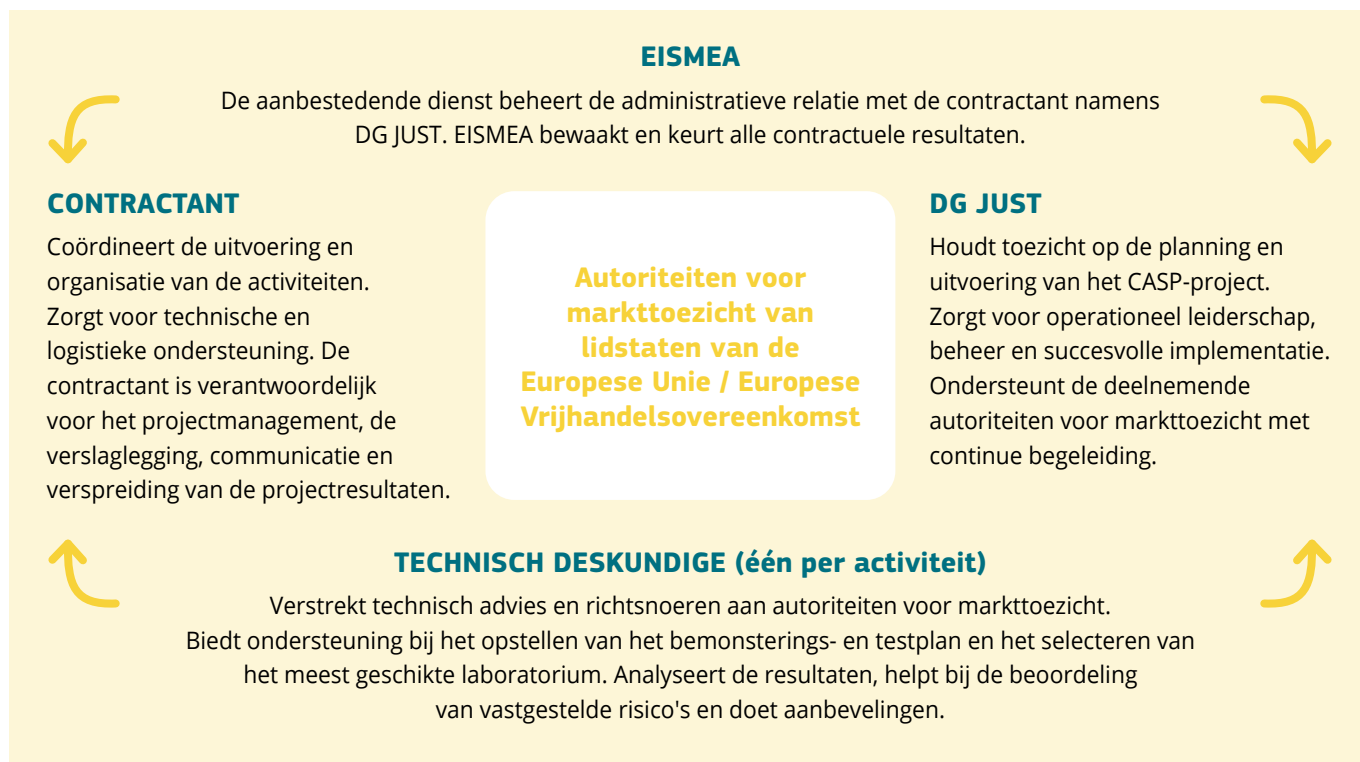 EISMEA
De aanbestedende dienst beheert de administratieve relatie met de contractant namens
DG JUST. EISMEA bewaakt en keurt alle contractuele resultaten.
CONTRACTANT
Coördineert de uitvoering en
organisatie van de activiteiten.
Zorgt voor technische en
logistieke ondersteuning. De
contractant is verantwoordelijk
voor het projectmanagement, de
verslaglegging, communicatie en
verspreiding van de projectresultaten.
Autoriteiten voor
markttoezicht van
lidstaten van de
Europese Unie / Europese
Vrijhandelsovereenkomst
DG JUST
Houdt toezicht op de planning en
uitvoering van het CASP-project.
Zorgt voor operationeel leiderschap,
beheer en succesvolle implementatie.
Ondersteunt de deelnemende
autoriteiten voor markttoezicht met
continue begeleiding.
TECHNISCH DESKUNDIGE (één per activiteit)
Verstrekt technisch advies en richtsnoeren aan autoriteiten voor markttoezicht.
Biedt ondersteuning bij het opstellen van het bemonsterings- en testplan en het selecteren van
het meest geschikte laboratorium. Analyseert de resultaten, helpt bij de beoordeling
van vastgestelde risico's en doet aanbevelingen.